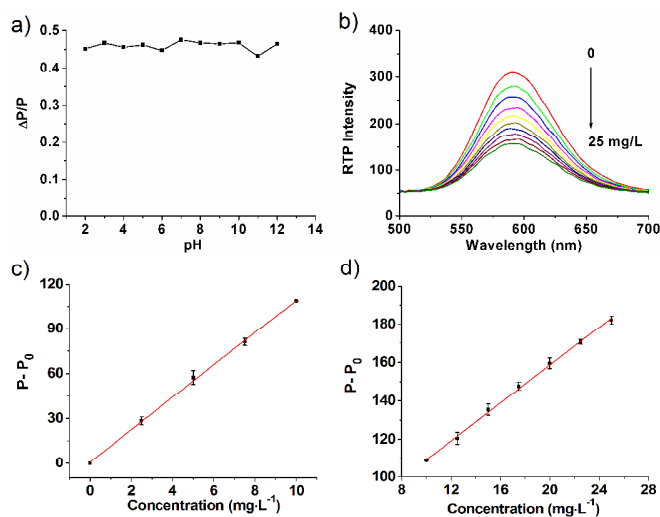 a)
0.5
0.4
0.3
0.2
0.1
0.0
ΔP/P
0 2 4 6 8 10 12 14
pH
b)
400
300
200
100
0
RTP Intensity
0
25 mg/L
500 550 600 650 700
Wavelength (nm)
c)
120
90
60
30
0
P- P₀
0 2 4 6 8 10
Concentration (mg·L⁻¹)
d)
200
180
160
140
120
100
P- P₀
8 12 16 20 24 28
Concentration (mg·L⁻¹)